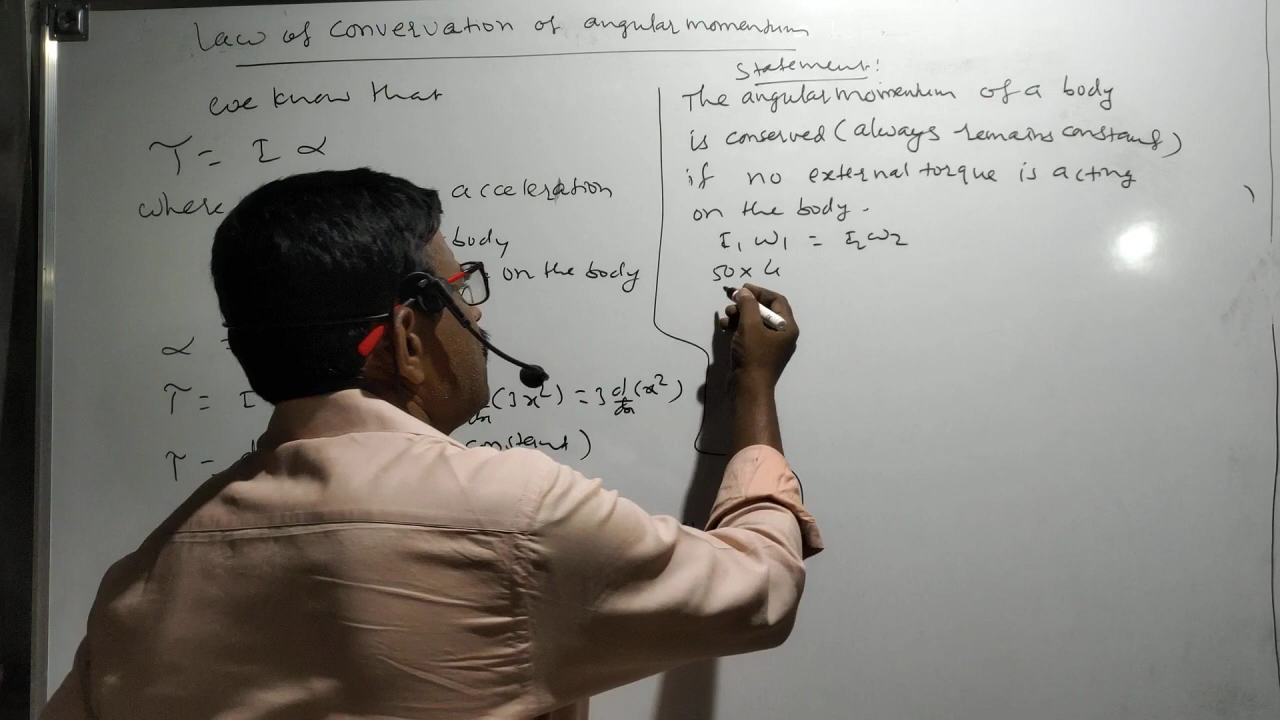 Law of convervation of angular momentum
we know that
τ = I α
where
acceleration
body
on the body
α =
τ = I
(3x²) = 3 d/dx (x²)
τ =
constant)
Statement:
The angular momentum of a body
is conserved (always remains constant)
if no external torque is acting
on the body.
I₁ ω₁ = I₂ ω₂
50 × 4